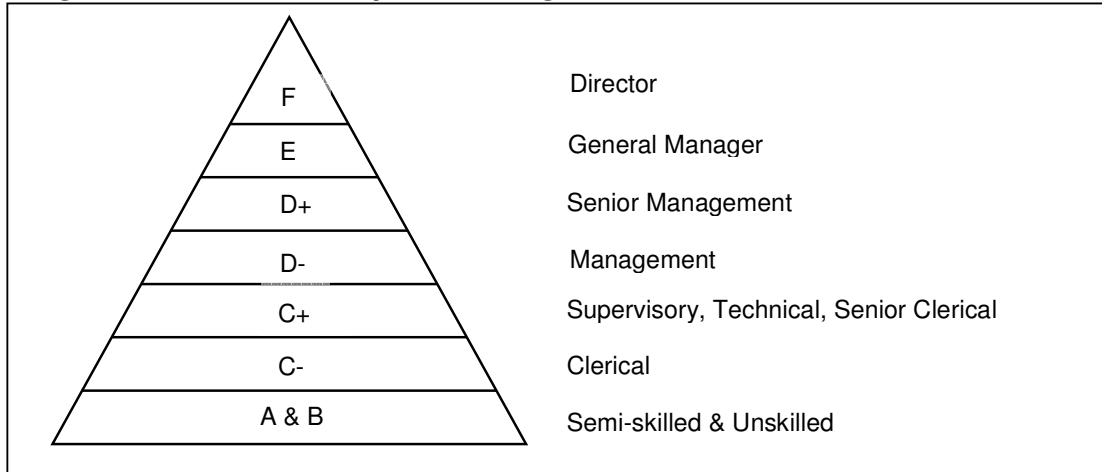 F Director
E General Manager
D+ Senior Management
D- Management
C+ Supervisory, Technical, Senior Clerical
C- Clerical
A & B Semi-skilled & Unskilled